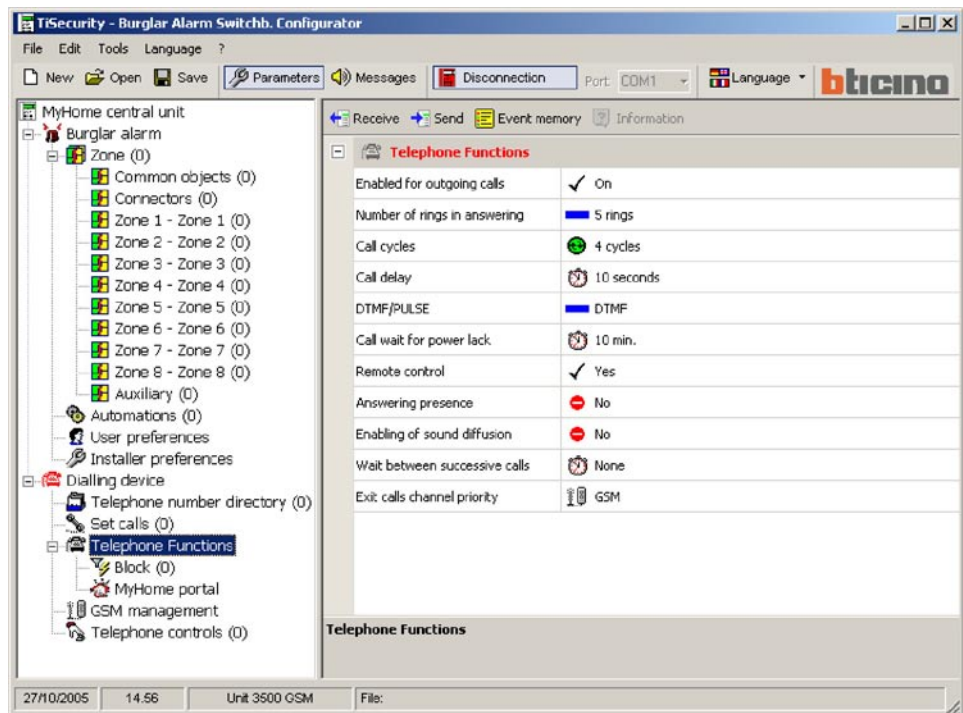 TiSecurity - Burglar Alarm Switchb. Configurator
File Edit Tools Language ?
New Open Save Parameters Messages Disconnection Port: COM1 Language bticino
MyHome central unit
Burglar alarm
Zone (0)
Common objects (0)
Connectors (0)
Zone 1 - Zone 1 (0)
Zone 2 - Zone 2 (0)
Zone 3 - Zone 3 (0)
Zone 4 - Zone 4 (0)
Zone 5 - Zone 5 (0)
Zone 6 - Zone 6 (0)
Zone 7 - Zone 7 (0)
Zone 8 - Zone 8 (0)
Auxiliary (0)
Automations (0)
User preferences
Installer preferences
Dialling device
Telephone number directory (0)
Set calls (0)
Telephone Functions
Block (0)
MyHome portal
GSM management
Telephone controls (0)
Receive Send Event memory Information
Telephone Functions
Enabled for outgoing calls On
Number of rings in answering 5 rings
Call cycles 4 cycles
Call delay 10 seconds
DTMF/PULSE DTMF
Call wait for power lack 10 min.
Remote control Yes
Answering presence No
Enabling of sound diffusion No
Wait between successive calls None
Exit calls channel priority GSM
Telephone Functions
27/10/2005 14.56 Unit 3500 GSM File: